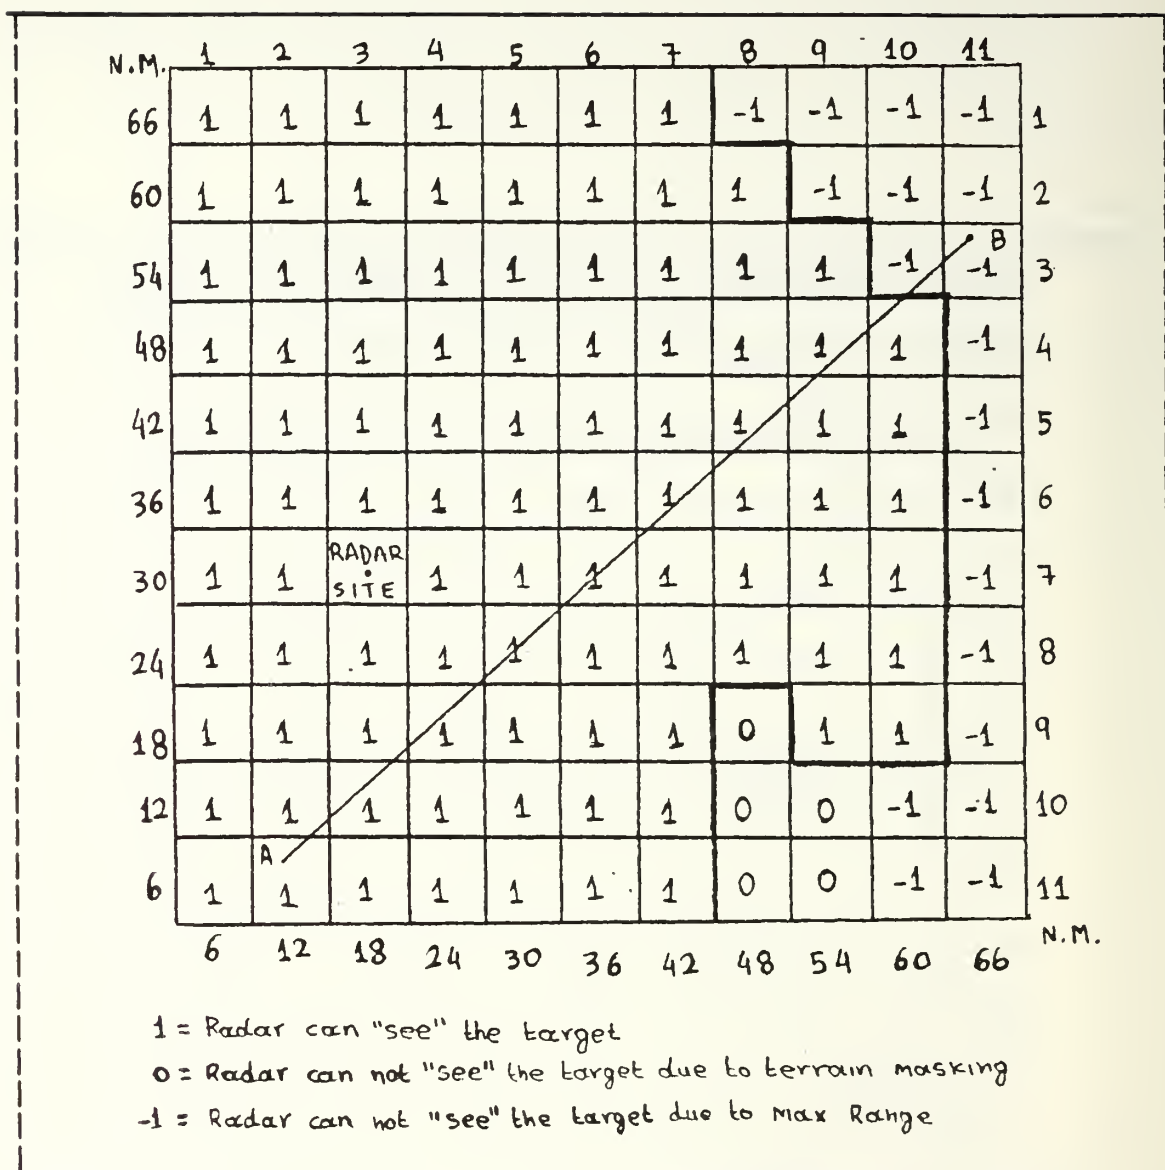 N.M. 1 2 3 4 5 6 7 8 9 10 11
66 1 1 1 1 1 1 1 -1 -1 -1 -1 1
60 1 1 1 1 1 1 1 1 -1 -1 -1 2
B
54 1 1 1 1 1 1 1 1 1 -1 -1 3
48 1 1 1 1 1 1 1 1 1 1 -1 4
42 1 1 1 1 1 1 1 1 1 1 -1 5
36 1 1 1 1 1 1 1 1 1 1 -1 6
30 1 1 RADAR SITE 1 1 1 1 1 1 1 -1 7
24 1 1 1 1 1 1 1 1 1 1 -1 8
18 1 1 1 1 1 1 1 0 1 1 -1 9
12 1 1 1 1 1 1 1 0 0 -1 -1 10
A
6 1 1 1 1 1 1 1 0 0 -1 -1 11
6 12 18 24 30 36 42 48 54 60 66 N.M.
1 = Radar can "see" the target
0 = Radar can not "see" the target due to terrain masking
-1 = Radar can not "see" the target due to Max Range